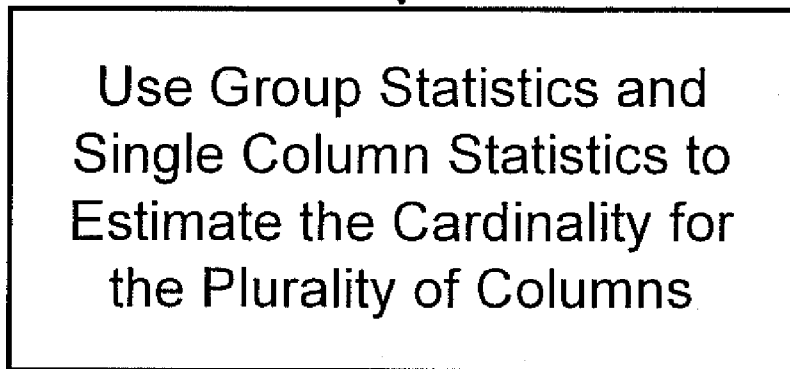 Use Group Statistics and
Single Column Statistics to
Estimate the Cardinality for
the Plurality of Columns